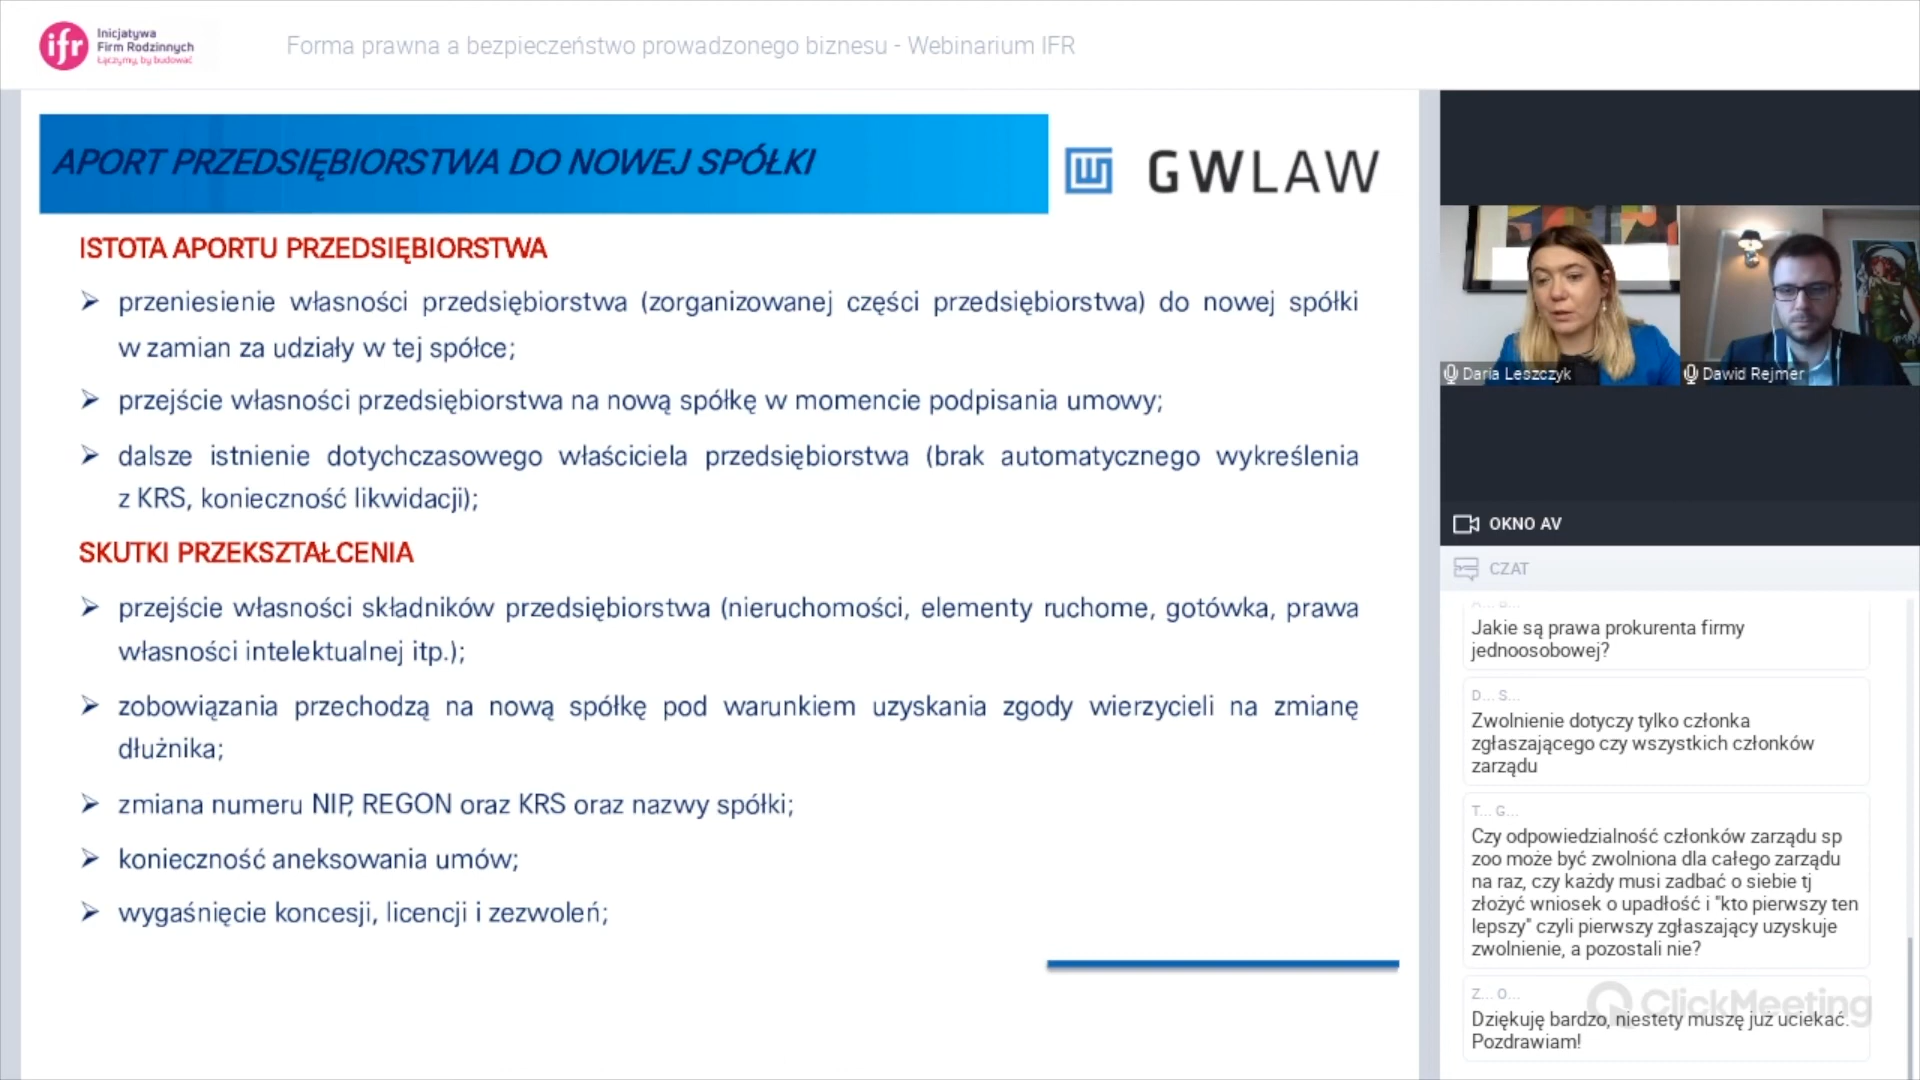 ifr Inicjatywa
Firm Rodzinnych
Łączymy, by budować
Forma prawna a bezpieczeństwo prowadzonego biznesu - Webinarium IFR
APORT PRZEDSIĘBIORSTWA DO NOWEJ SPÓŁKI
GWLAW
ISTOTA APORTU PRZEDSIĘBIORSTWA
➢ przeniesienie własności przedsiębiorstwa (zorganizowanej części przedsiębiorstwa) do nowej spółki
w zamian za udziały w tej spółce;
➢ przejście własności przedsiębiorstwa na nową spółkę w momencie podpisania umowy;
➢ dalsze istnienie dotychczasowego właściciela przedsiębiorstwa (brak automatycznego wykreślenia
z KRS, konieczność likwidacji);
SKUTKI PRZEKSZTAŁCENIA
➢ przejście własności składników przedsiębiorstwa (nieruchomości, elementy ruchome, gotówka, prawa
własności intelektualnej itp.);
➢ zobowiązania przechodzą na nową spółkę pod warunkiem uzyskania zgody wierzycieli na zmianę
dłużnika;
➢ zmiana numeru NIP, REGON oraz KRS oraz nazwy spółki;
➢ konieczność aneksowania umów;
➢ wygaśnięcie koncesji, licencji i zezwoleń;
Daria Leszczyk
Dawid Rejmer
OKNO AV
CZAT
Jakie są prawa prokurenta firmy
jednoosobowej?
D... S...
Zwolnienie dotyczy tylko członka
zgłaszającego czy wszystkich członków
zarządu
T... G...
Czy odpowiedzialność członków zarządu sp
zoo może być zwolniona dla całego zarządu
na raz, czy każdy musi zadbać o siebie tj
złożyć wniosek o upadłość i "kto pierwszy ten
lepszy" czyli pierwszy zgłaszający uzyskuje
zwolnienie, a pozostali nie?
Z... O...
Dziękuję bardzo, niestety muszę już uciekać.
Pozdrawiam!
ClickMeeting